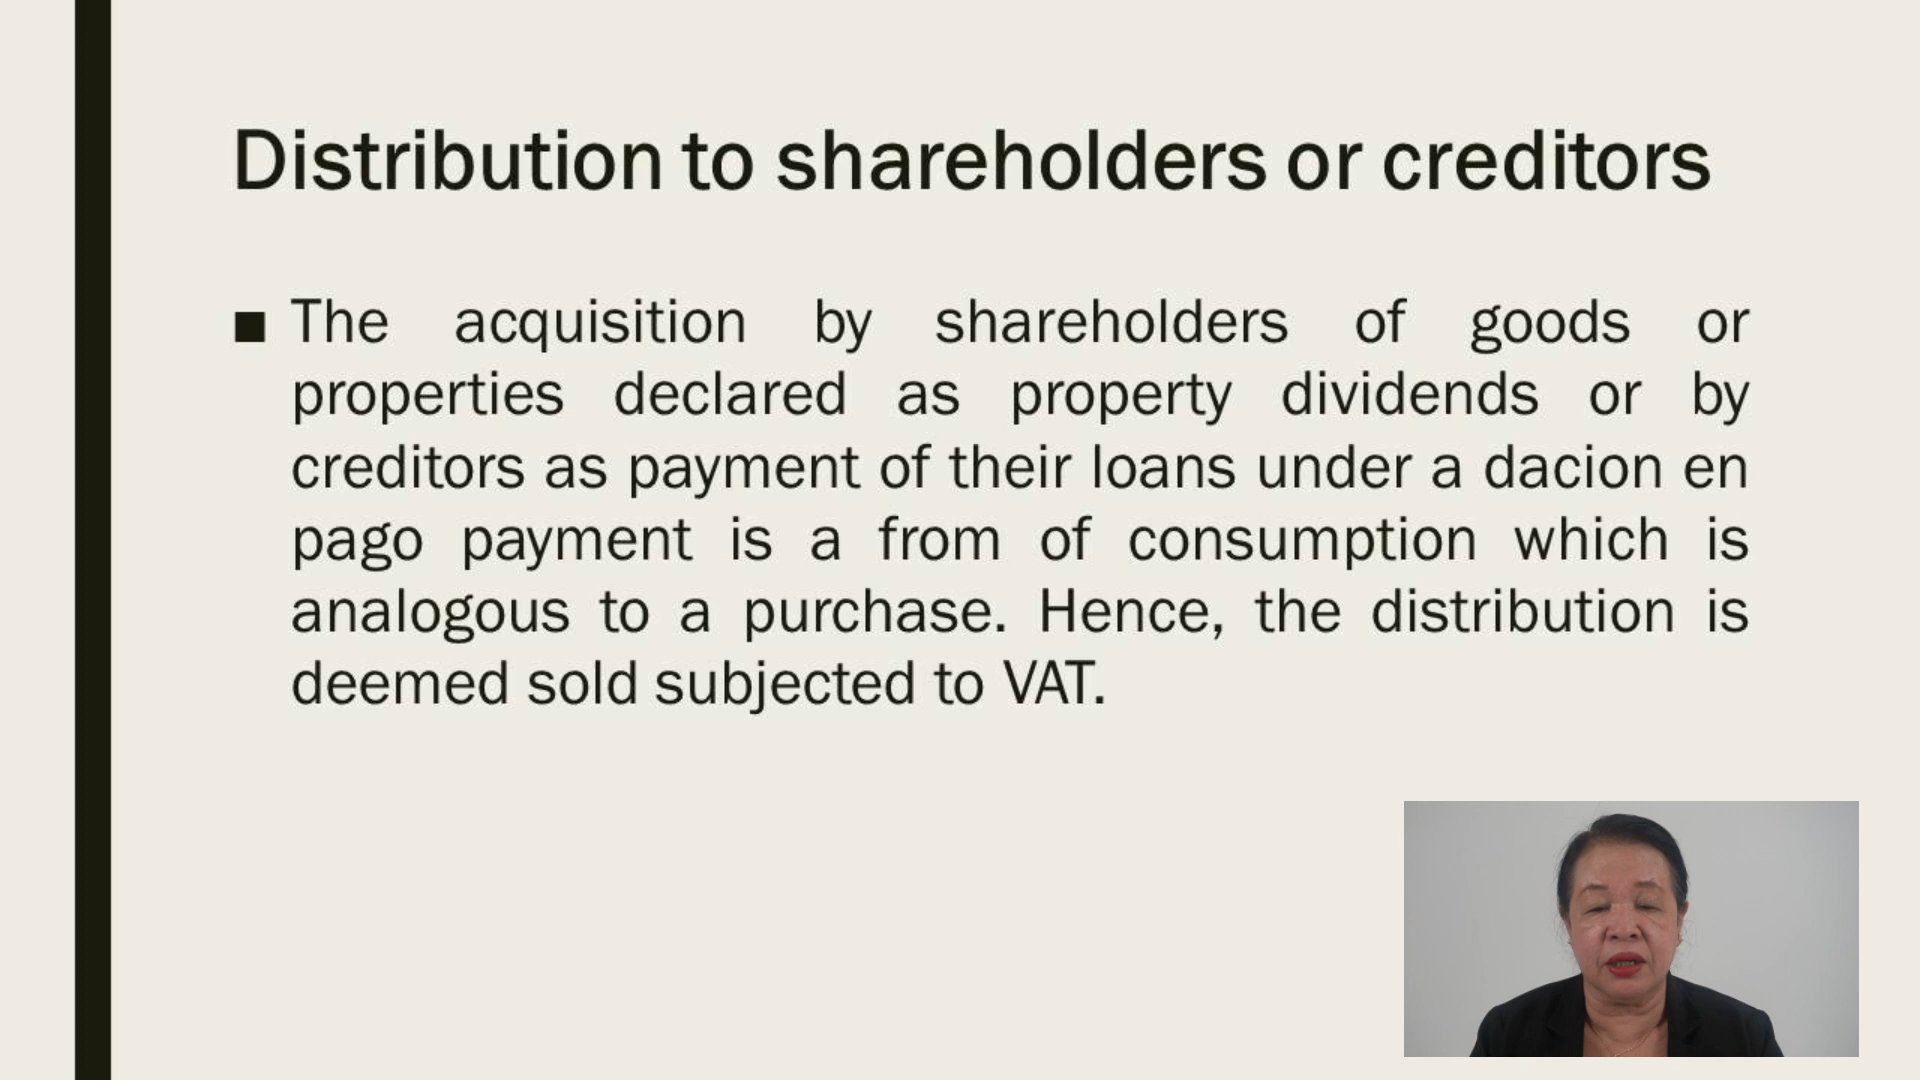 Distribution to shareholders or creditors
■ The acquisition by shareholders of goods or
properties declared as property dividends or by
creditors as payment of their loans under a dacion en
pago payment is a from of consumption which is
analogous to a purchase. Hence, the distribution is
deemed sold subjected to VAT.